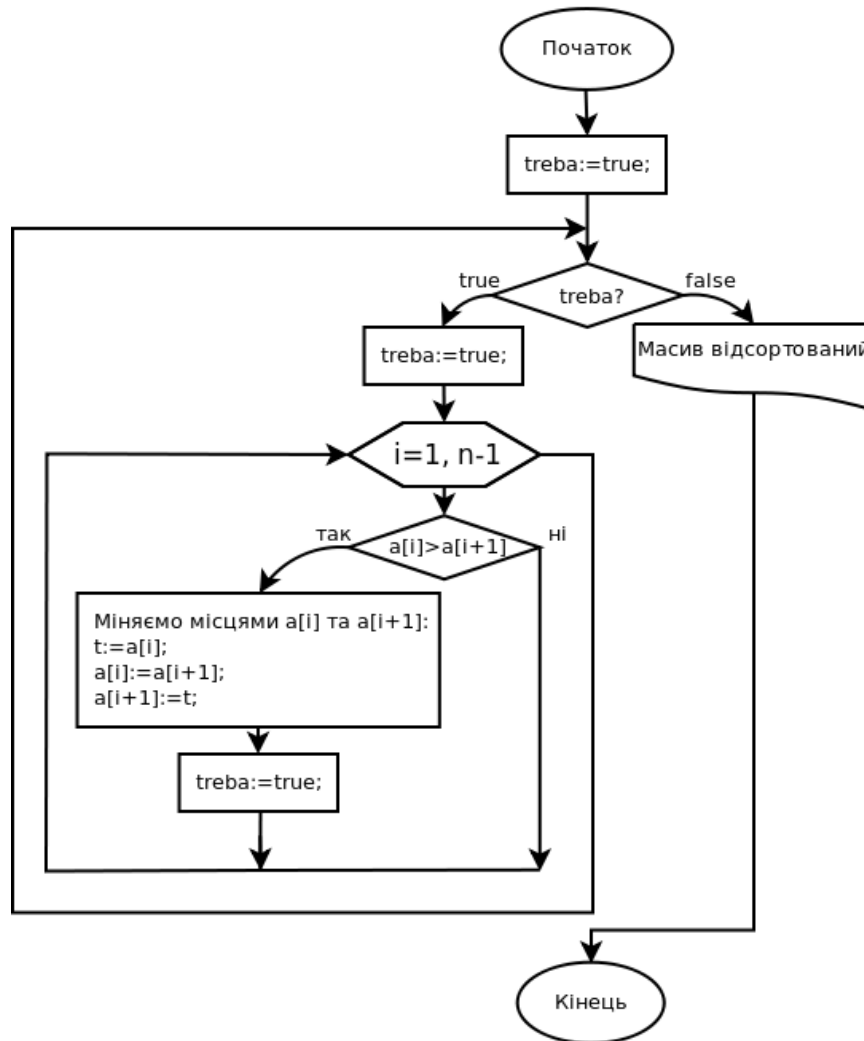 Початок
treba:=true;
true
treba?
false
treba:=true;
Масив відсортований
i=1, n-1
так
a[i]>a[i+1]
ні
Міняємо місцями a[i] та a[i+1]:
t:=a[i];
a[i]:=a[i+1];
a[i+1]:=t;
treba:=true;
Кінець